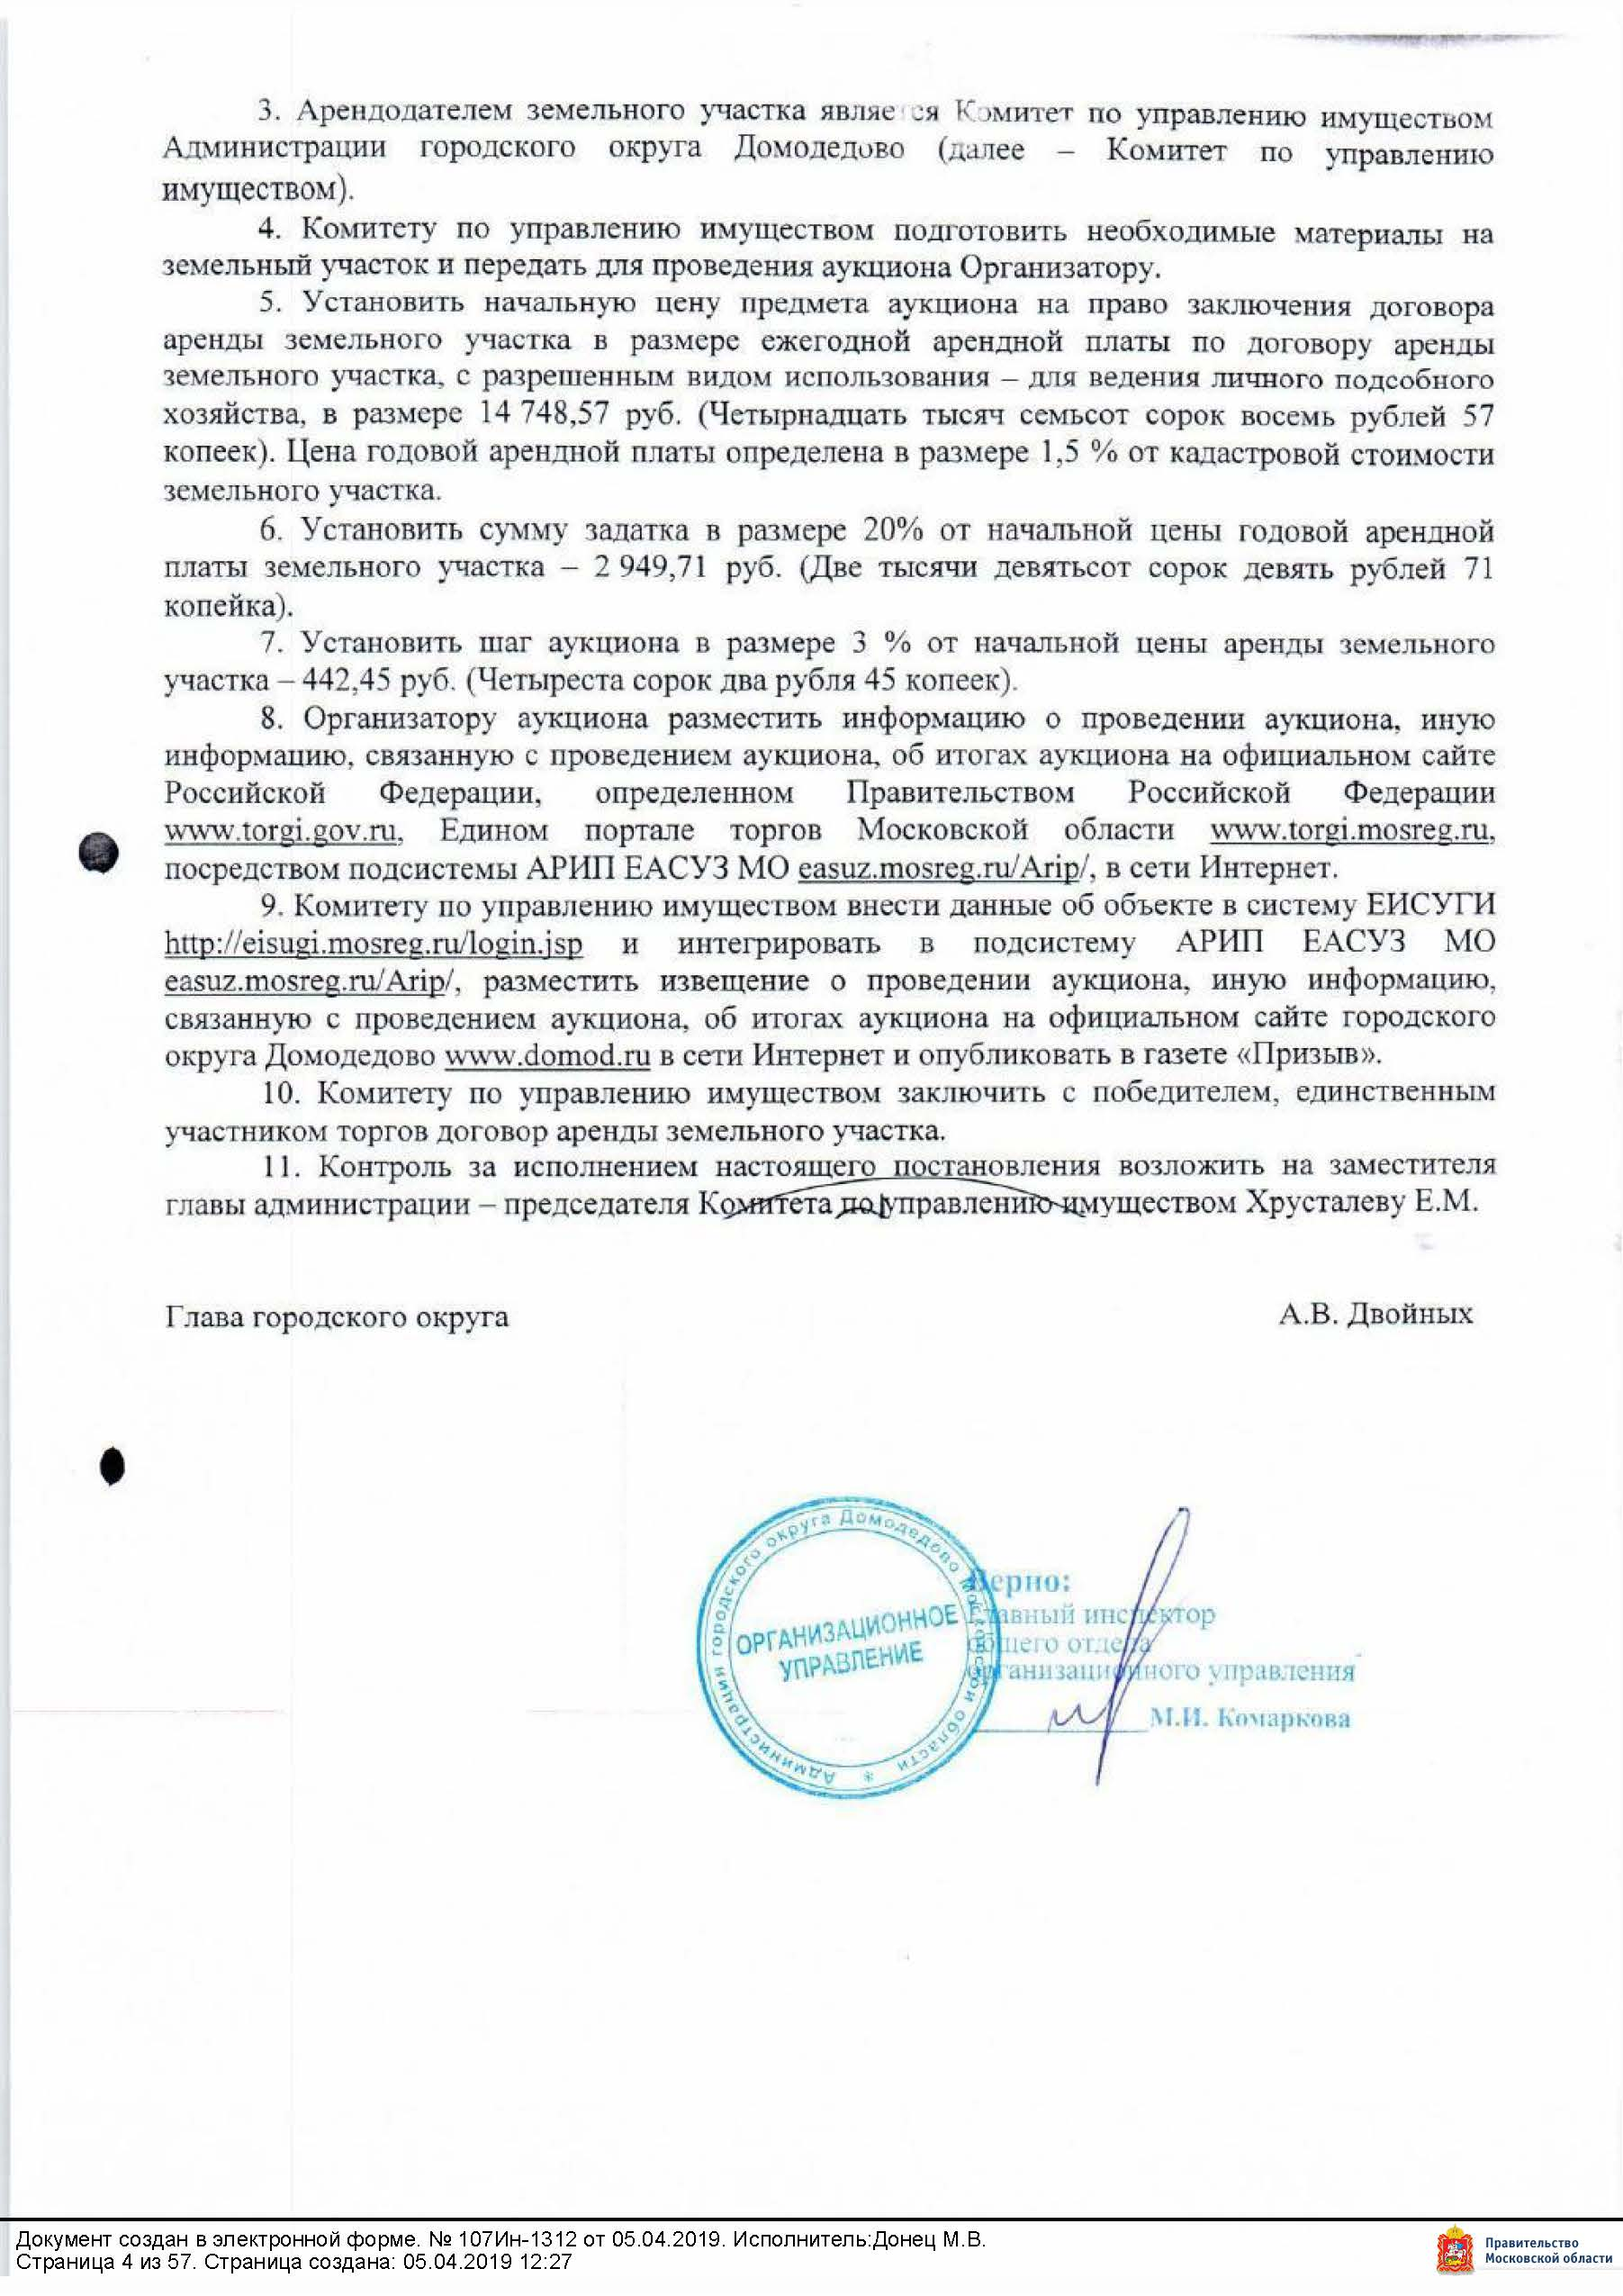 3. Арендодателем земельного участка является Комитет по управлению имуществом
Администрации городского округа Домодедово (далее – Комитет по управлению
имуществом).
4. Комитету по управлению имуществом подготовить необходимые материалы на
земельный участок и передать для проведения аукциона Организатору.
5. Установить начальную цену предмета аукциона на право заключения договора
аренды земельного участка в размере ежегодной арендной платы по договору аренды
земельного участка, с разрешенным видом использования – для ведения личного подсобного
хозяйства, в размере 14 748,57 руб. (Четырнадцать тысяч семьсот сорок восемь рублей 57
копеек). Цена годовой арендной платы определена в размере 1,5 % от кадастровой стоимости
земельного участка.
6. Установить сумму задатка в размере 20% от начальной цены годовой арендной
платы земельного участка – 2 949,71 руб. (Две тысячи девятьсот сорок девять рублей 71
копейка).
7. Установить шаг аукциона в размере 3 % от начальной цены аренды земельного
участка – 442,45 руб. (Четыреста сорок два рубля 45 копеек).
8. Организатору аукциона разместить информацию о проведении аукциона, иную
информацию, связанную с проведением аукциона, об итогах аукциона на официальном сайте
Российской Федерации, определенном Правительством Российской Федерации
www.torgi.gov.ru, Едином портале торгов Московской области www.torgi.mosreg.ru,
посредством подсистемы АРИП ЕАСУЗ МО easuz.mosreg.ru/Arip/, в сети Интернет.
9. Комитету по управлению имуществом внести данные об объекте в систему ЕИСУГИ
http://eisugi.mosreg.ru/login.jsp и интегрировать в подсистему АРИП ЕАСУЗ МО
easuz.mosreg.ru/Arip/, разместить извещение о проведении аукциона, иную информацию,
связанную с проведением аукциона, об итогах аукциона на официальном сайте городского
округа Домодедово www.domod.ru в сети Интернет и опубликовать в газете «Призыв».
10. Комитету по управлению имуществом заключить с победителем, единственным
участником торгов договор аренды земельного участка.
11. Контроль за исполнением настоящего постановления возложить на заместителя
главы администрации – председателя Комитета по управлению имуществом Хрусталеву Е.М.
Глава городского округа А.В. Двойных
Администрация городского округа Домодедово Московской области *
ОРГАНИЗАЦИОННОЕ
УПРАВЛЕНИЕ
Верно:
Главный инспектор
общего отдела
организационного управления
М.И. Комаркова
Документ создан в электронной форме. № 107Ин-1312 от 05.04.2019. Исполнитель:Донец М.В.
Страница 4 из 57. Страница создана: 05.04.2019 12:27
Правительство
Московской области